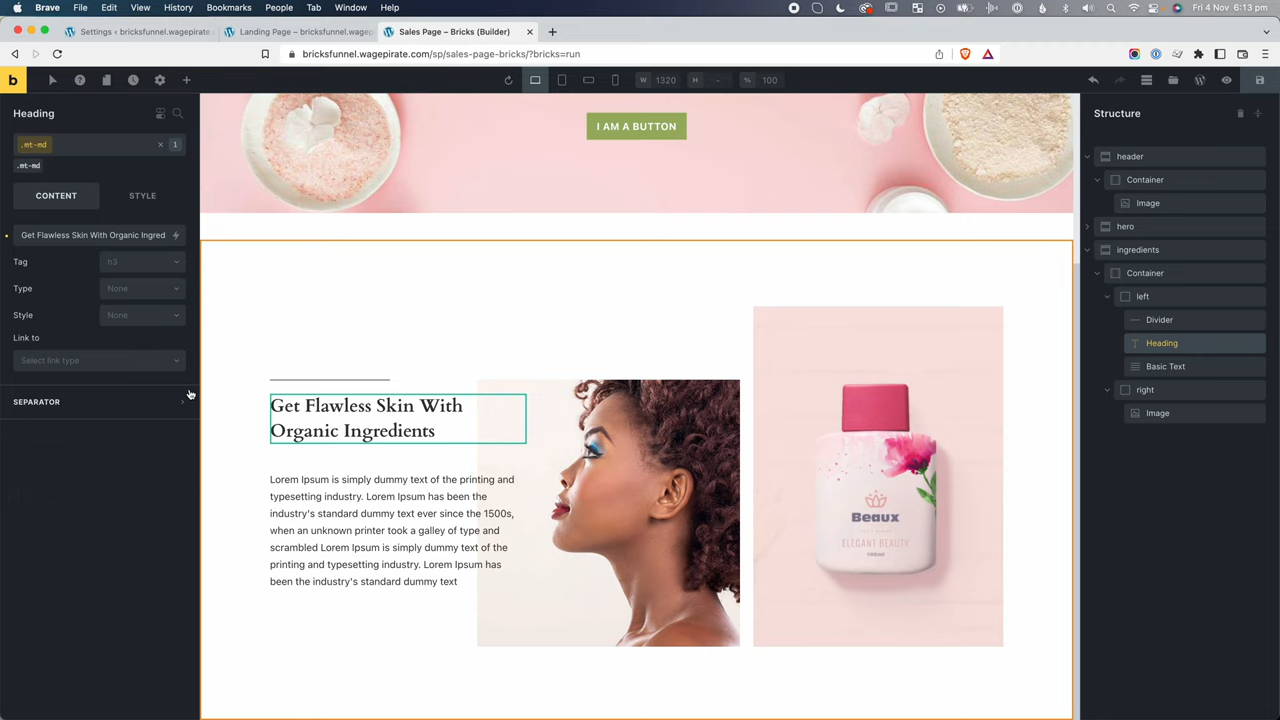 Brave File Edit View History Bookmarks People Tab Window Help
Fri 4 Nov 6:13 pm
Settings ‹ bricksfunnel.wagepirate.
Landing Page – bricksfunnel.wagep
Sales Page – Bricks (Builder)
bricksfunnel.wagepirate.com/sp/sales-page-bricks/?bricks=run
b
W 1320 H - % 100
Heading
.mt-md 1
.mt-md
CONTENT STYLE
Get Flawless Skin With Organic Ingred
Tag h3
Type None
Style None
Link to
Select link type
SEPARATOR
I AM A BUTTON
Get Flawless Skin With
Organic Ingredients
Lorem Ipsum is simply dummy text of the printing and
typesetting industry. Lorem Ipsum has been the
industry's standard dummy text ever since the 1500s,
when an unknown printer took a galley of type and
scrambled Lorem Ipsum is simply dummy text of the
printing and typesetting industry. Lorem Ipsum has
been the industry's standard dummy text
Beaux
ELEGANT BEAUTY
100ML
Structure
header
Container
Image
hero
ingredients
Container
left
Divider
Heading
Basic Text
right
Image